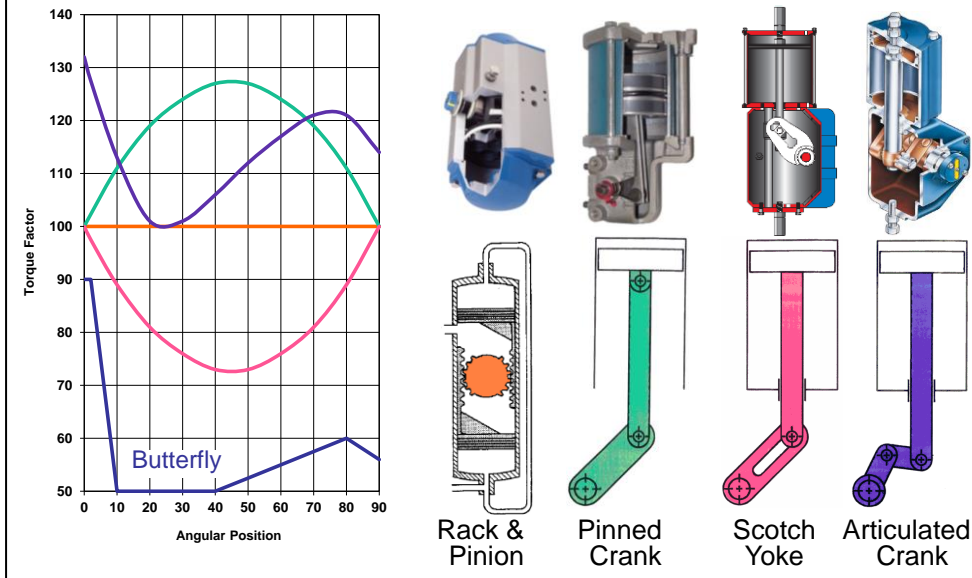 140
130
120
110
100
90
80
70
60
50
Torque Factor
Butterfly
0 10 20 30 40 50 60 70 80 90
Angular Position
Rack &
Pinion
Pinned
Crank
Scotch
Yoke
Articulated
Crank